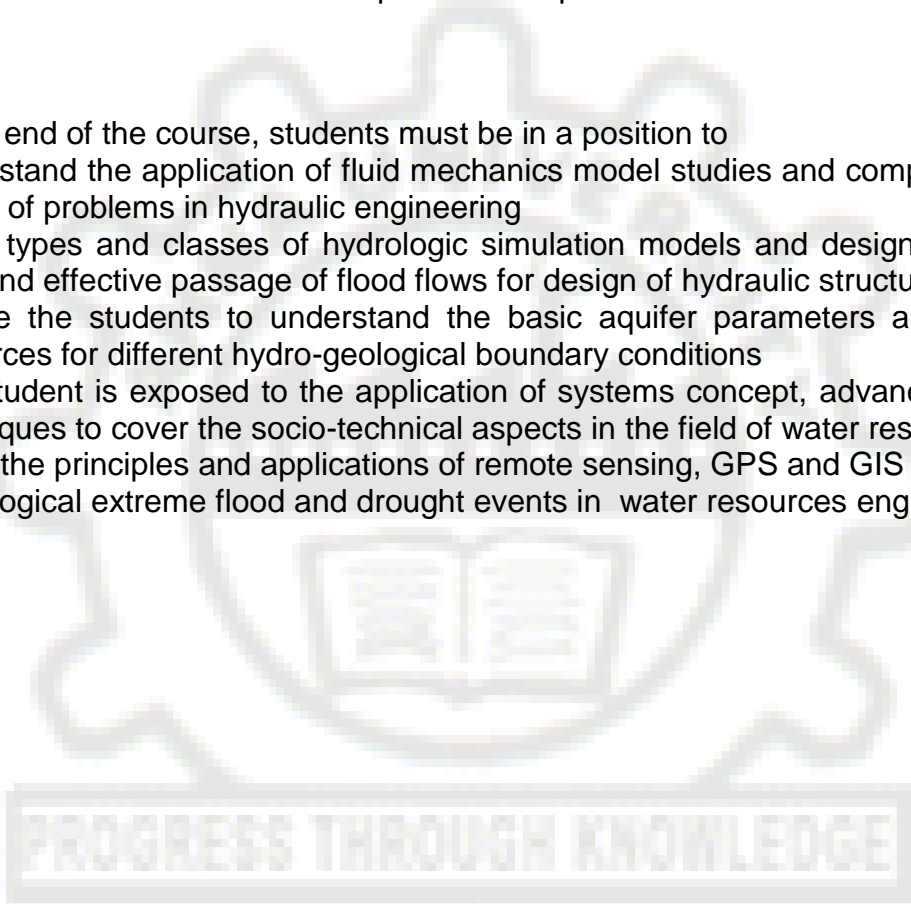 end of the course, students must be in a position to
stand the application of fluid mechanics model studies and comp
of problems in hydraulic engineering
types and classes of hydrologic simulation models and design
nd effective passage of flood flows for design of hydraulic structu
e the students to understand the basic aquifer parameters a
rces for different hydro-geological boundary conditions
tudent is exposed to the application of systems concept, advanc
ques to cover the socio-technical aspects in the field of water res
the principles and applications of remote sensing, GPS and GIS
ological extreme flood and drought events in water resources eng
PROGRESS THROUGH KNOWLEDGE